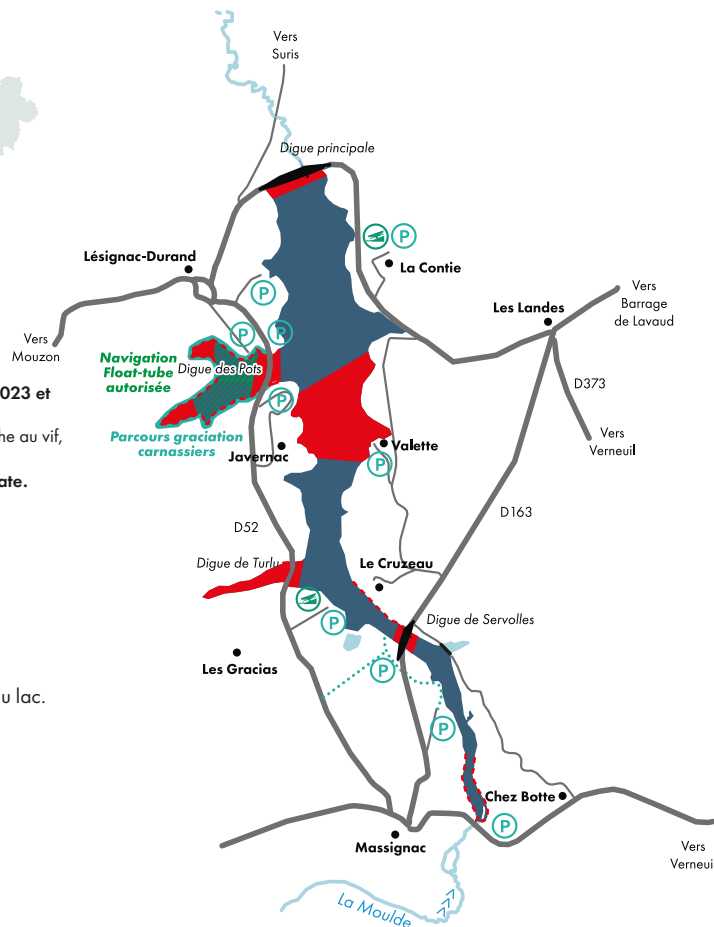 Vers
Suris
Digue principale
P
Lésignac-Durand
La Contie
P
Les Landes
Vers
Barrage
de Lavaud
Vers
Mouzon
P
P
Navigation
Float-tube
autorisée
Digue des Pots
D373
023 et
P
Parcours graciation
carnassiers
he au vif,
Javernac
Valette
Vers
Verneuil
P
ate.
D52
D163
Digue de Turlu
Le Cruzeau
Digue de Servolles
P
Les Gracias
P
u lac.
P
Chez Botte
P
Massignac
Vers
Verneui
La Moulde